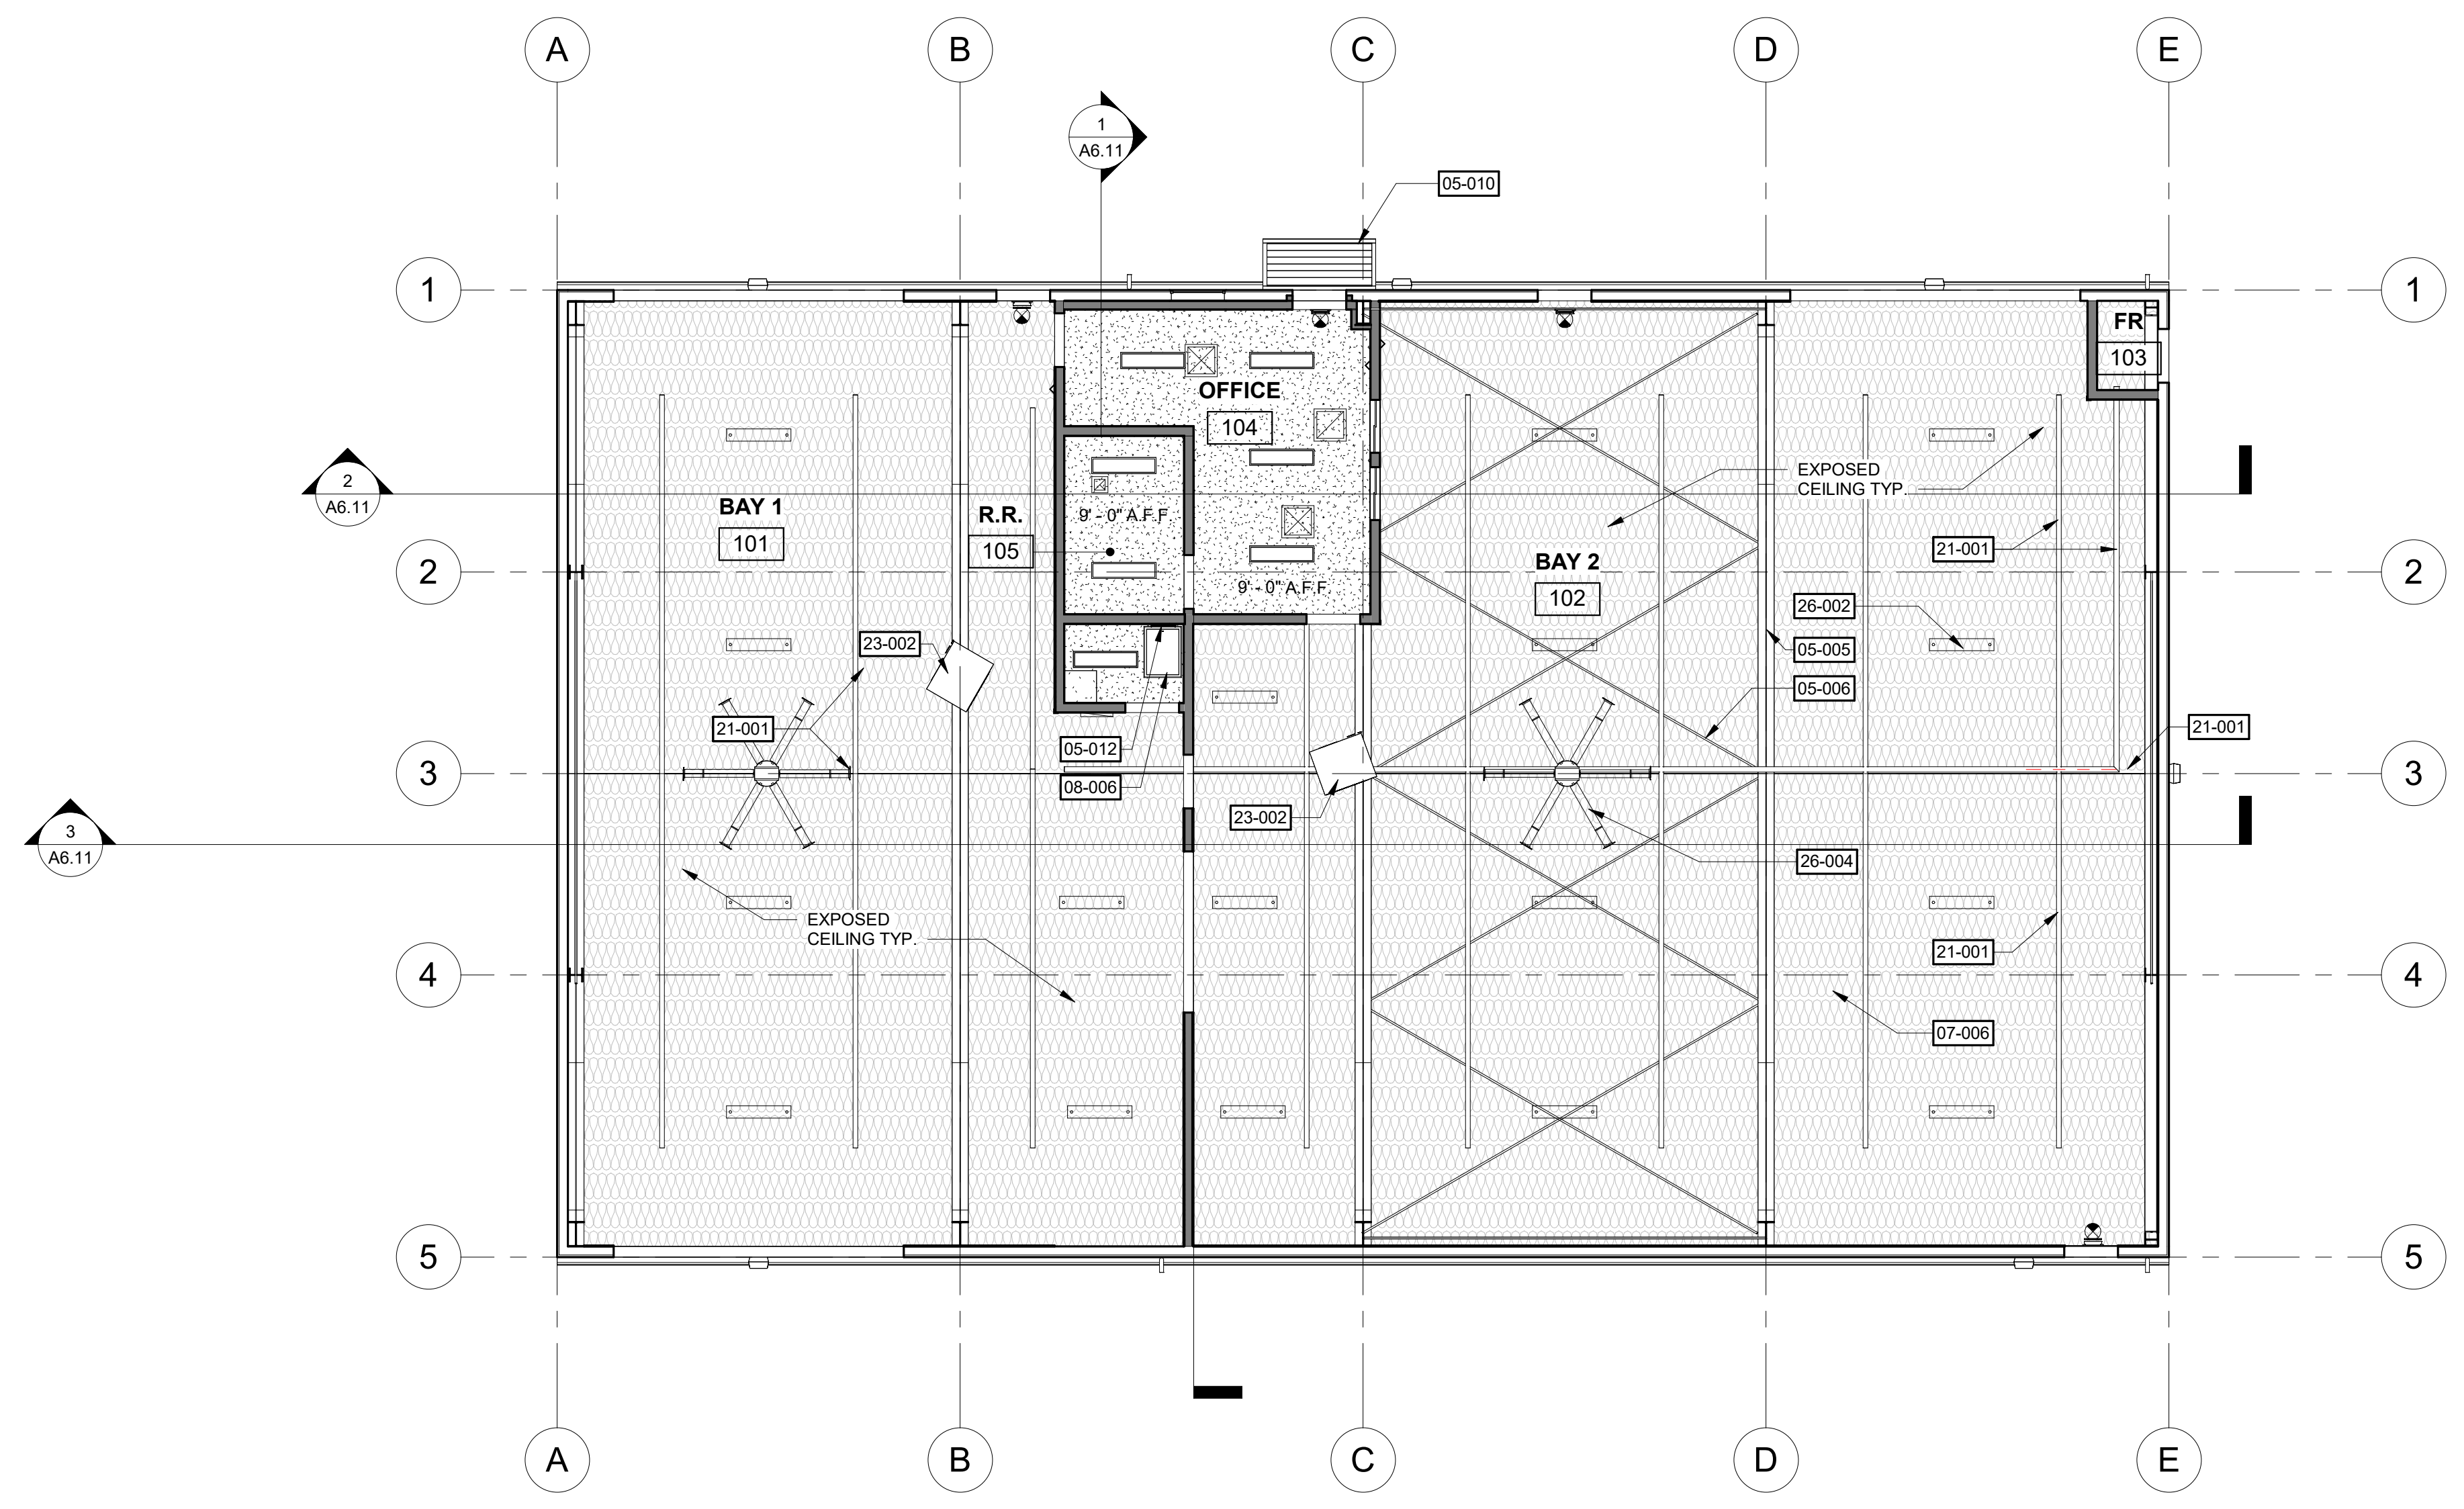 A
B
C
D
E
1
A6.11
05-010
1
1
FR
103
OFFICE
104
2
A6.11
EXPOSED
CEILING TYP.
BAY 1
101
R.R.
105
9' - 0" A.F.F.
21-001
2
2
BAY 2
102
9' - 0" A.F.F.
26-002
23-002
05-005
05-006
21-001
21-001
05-012
3
3
08-006
23-002
3
A6.11
26-004
EXPOSED
CEILING TYP.
21-001
4
4
07-006
5
5
A
B
C
D
E